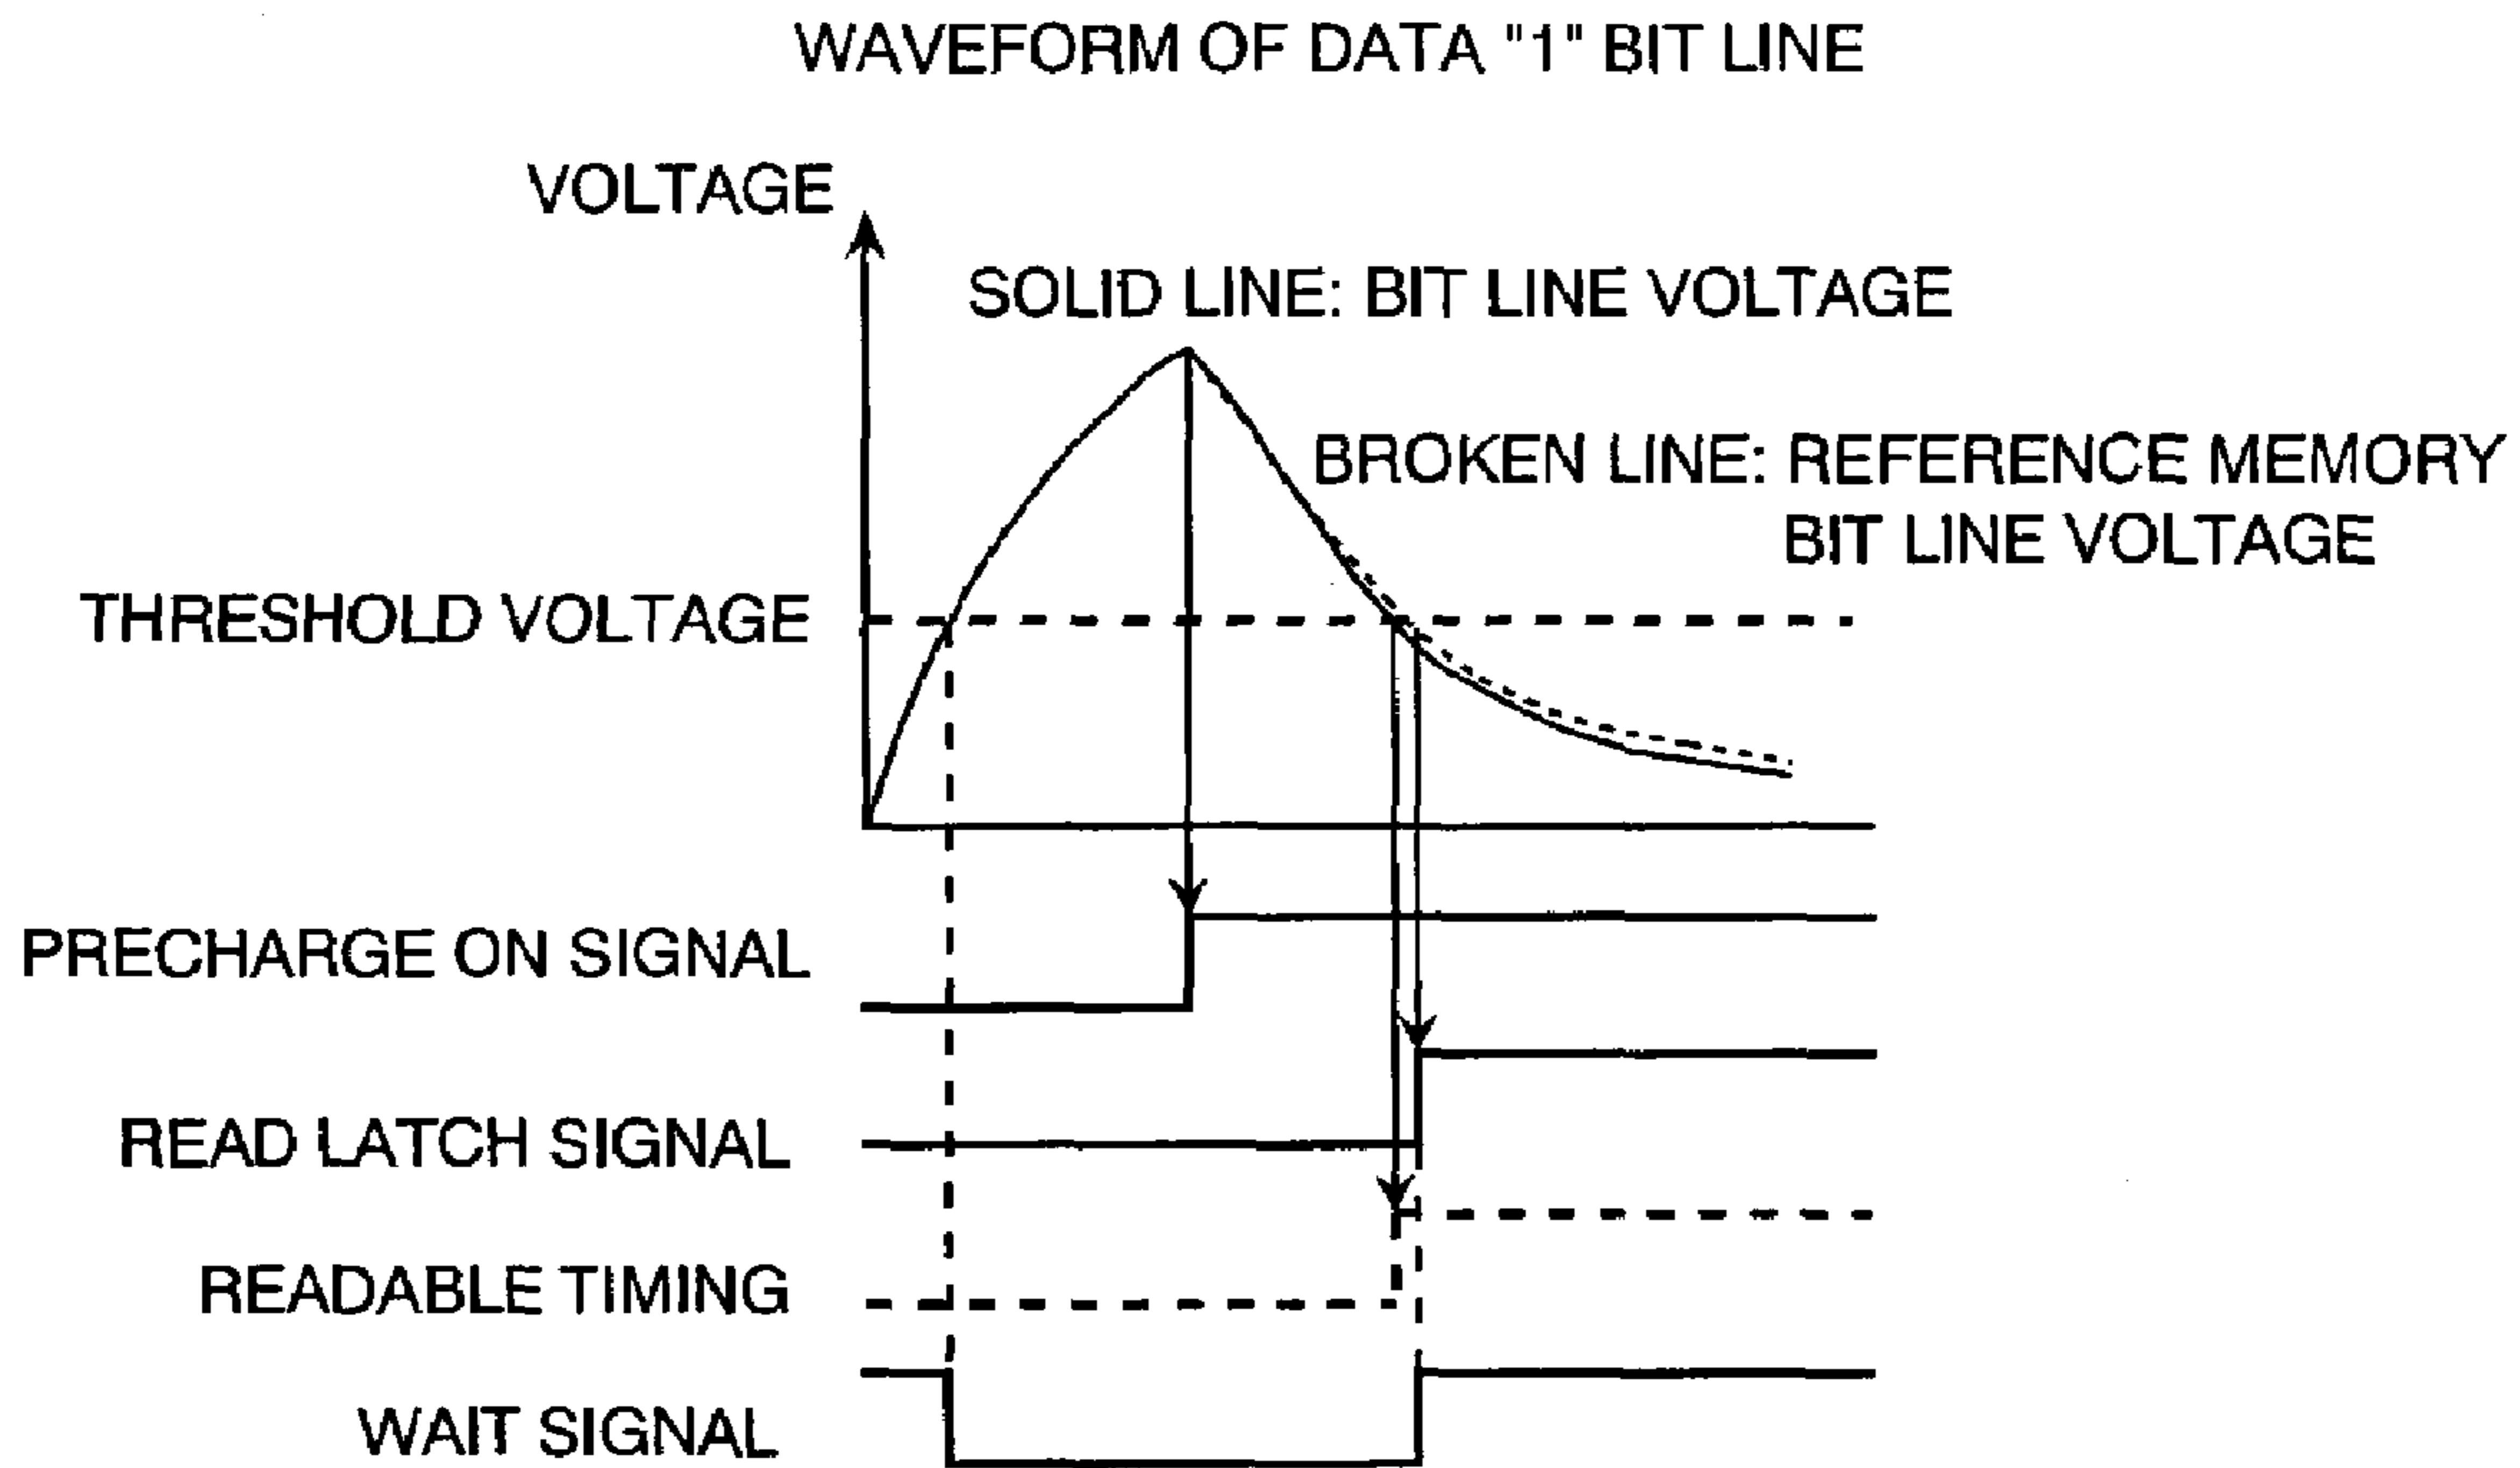 WAVEFORM OF DATA "1" BIT LINE
VOLTAGE
SOLID LINE: BIT LINE VOLTAGE
BROKEN LINE: REFERENCE MEMORY
BIT LINE VOLTAGE
THRESHOLD VOLTAGE
PRECHARGE ON SIGNAL
READ LATCH SIGNAL
READABLE TIMING
WAIT SIGNAL